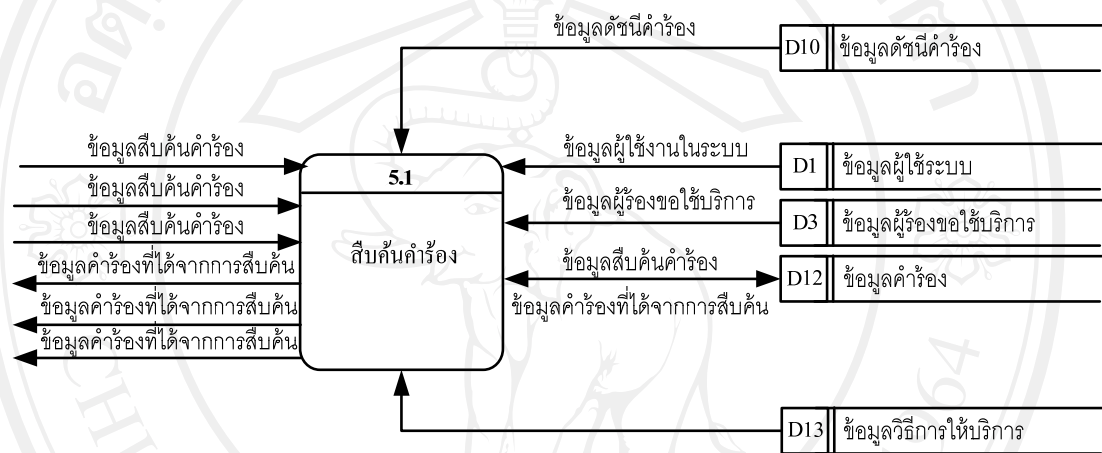 ข้อมูลดัชนีคำร้อง
D10 ข้อมูลดัชนีคำร้อง
ข้อมูลสืบค้นคำร้อง
ข้อมูลสืบค้นคำร้อง
ข้อมูลสืบค้นคำร้อง
ข้อมูลคำร้องที่ได้จากการสืบค้น
ข้อมูลคำร้องที่ได้จากการสืบค้น
ข้อมูลคำร้องที่ได้จากการสืบค้น
5.1
สืบค้นคำร้อง
ข้อมูลผู้ใช้งานในระบบ
D1 ข้อมูลผู้ใช้ระบบ
ข้อมูลผู้ร้องขอใช้บริการ
D3 ข้อมูลผู้ร้องขอใช้บริการ
ข้อมูลสืบค้นคำร้อง
D12 ข้อมูลคำร้อง
ข้อมูลคำร้องที่ได้จากการสืบค้น
D13 ข้อมูลวิธีการให้บริการ